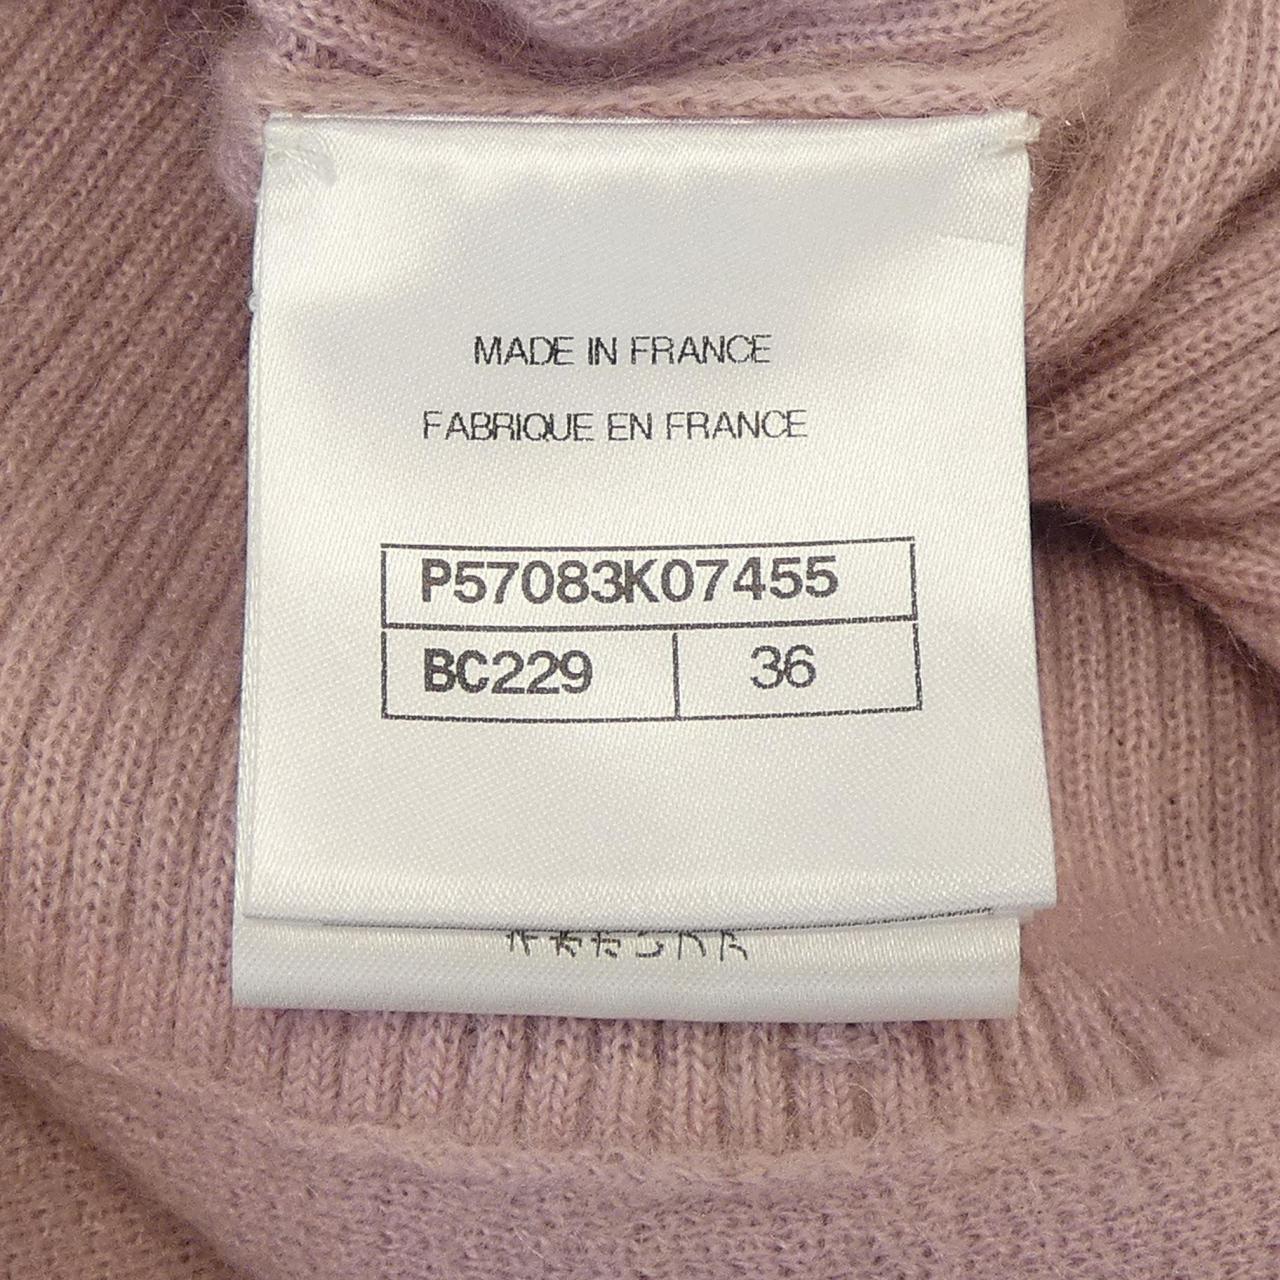 MADE IN FRANCE
FABRIQUE EN FRANCE
P57083K07455
BC229 36